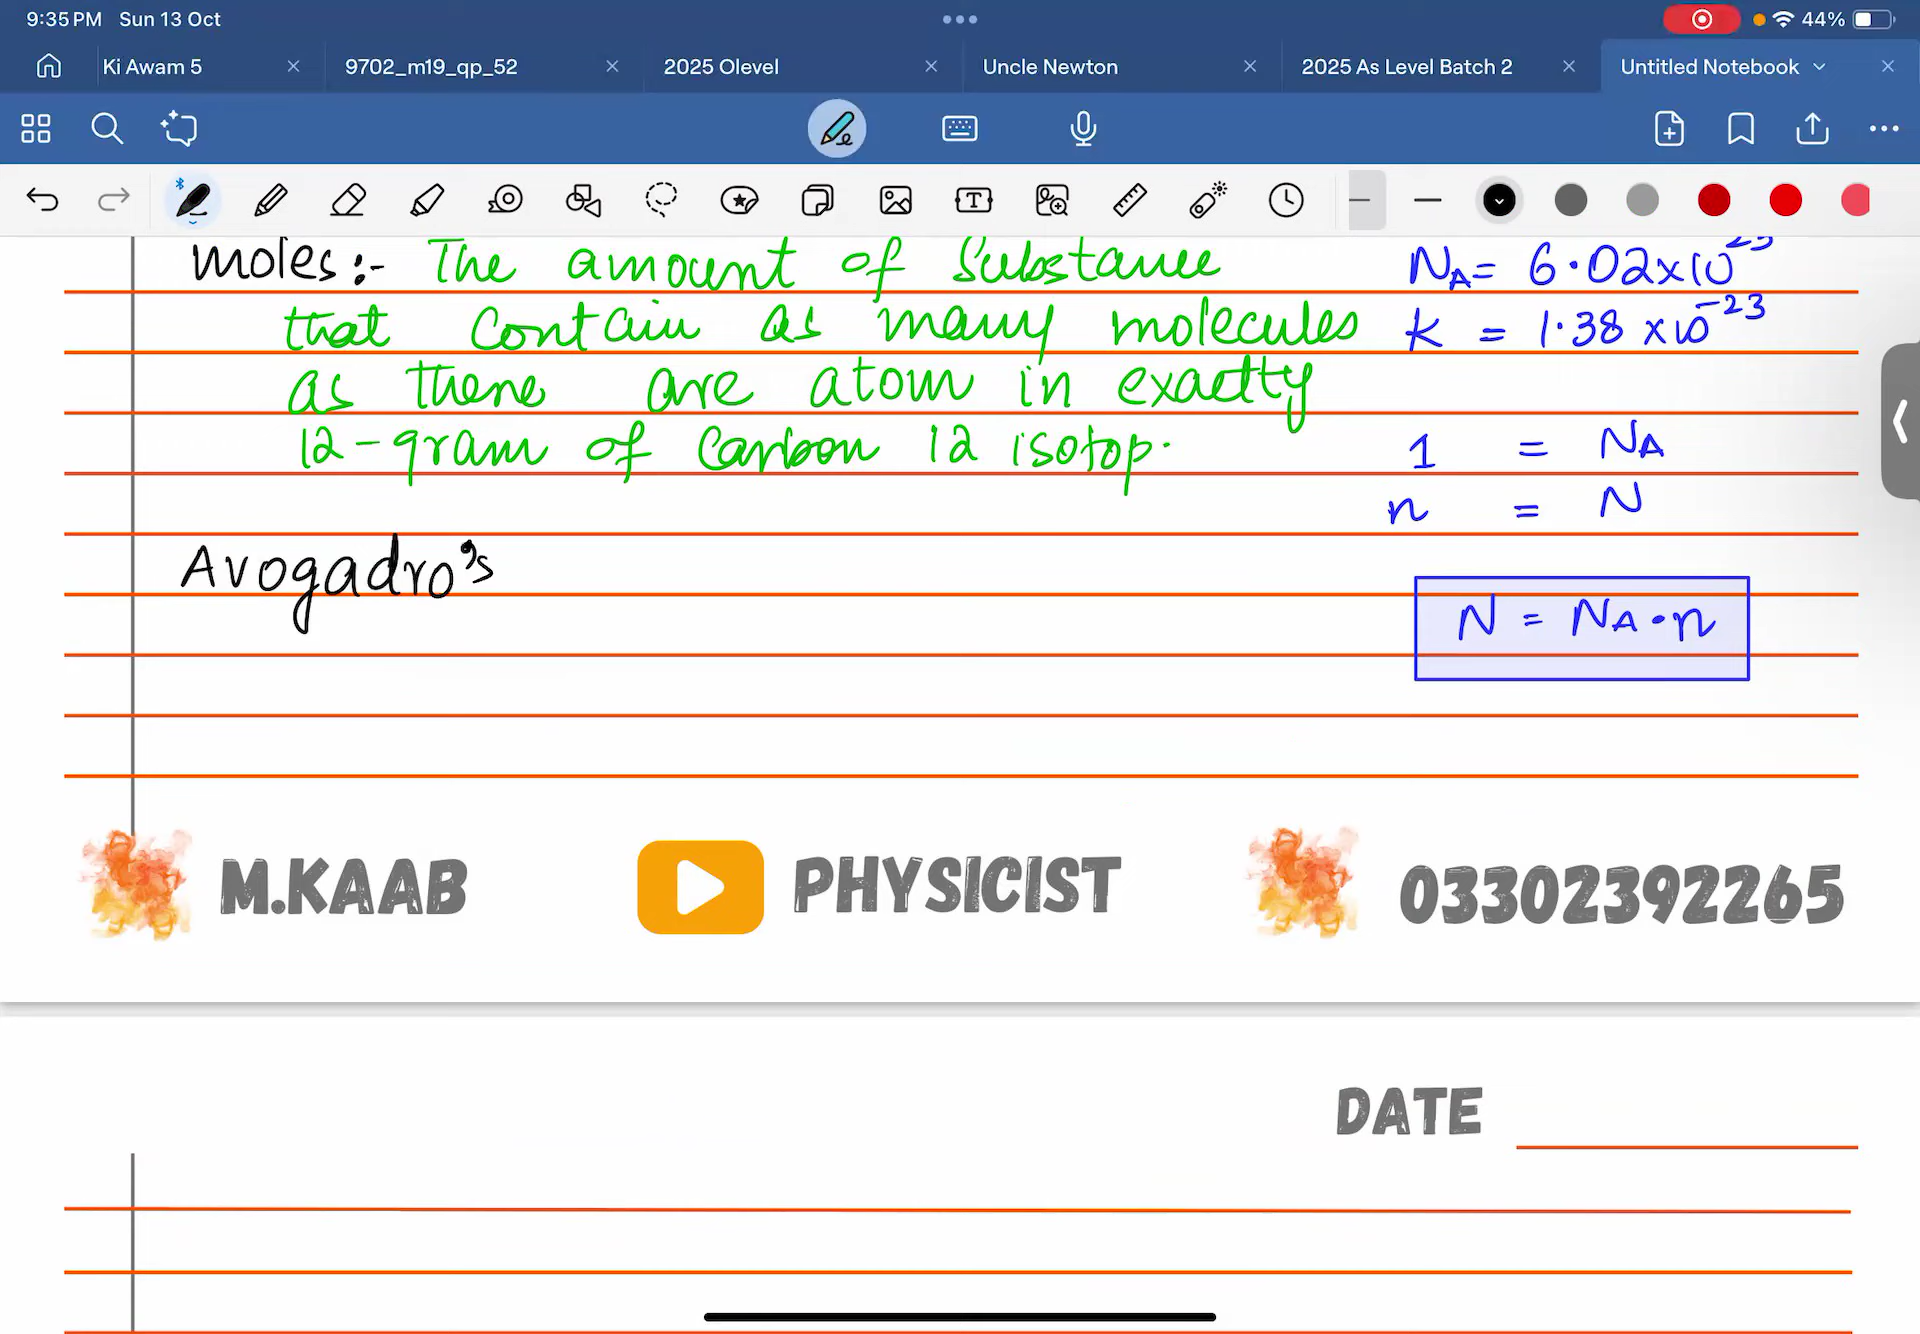 9:35 PM Sun 13 Oct 44%
Ki Awam 5 9702_m19_qp_52 2025 Olevel Uncle Newton 2025 As Level Batch 2 Untitled Notebook
moles:- The amount of Substance
that contain as many molecules
as there are atom in exactly
12-gram of Carbon 12 isotop.
Avogadro's
NA = 6.02x10^23
k = 1.38 x10^-23
1 = NA
n = N
N = NA.n
M.KAAB PHYSICIST 03302392265
DATE